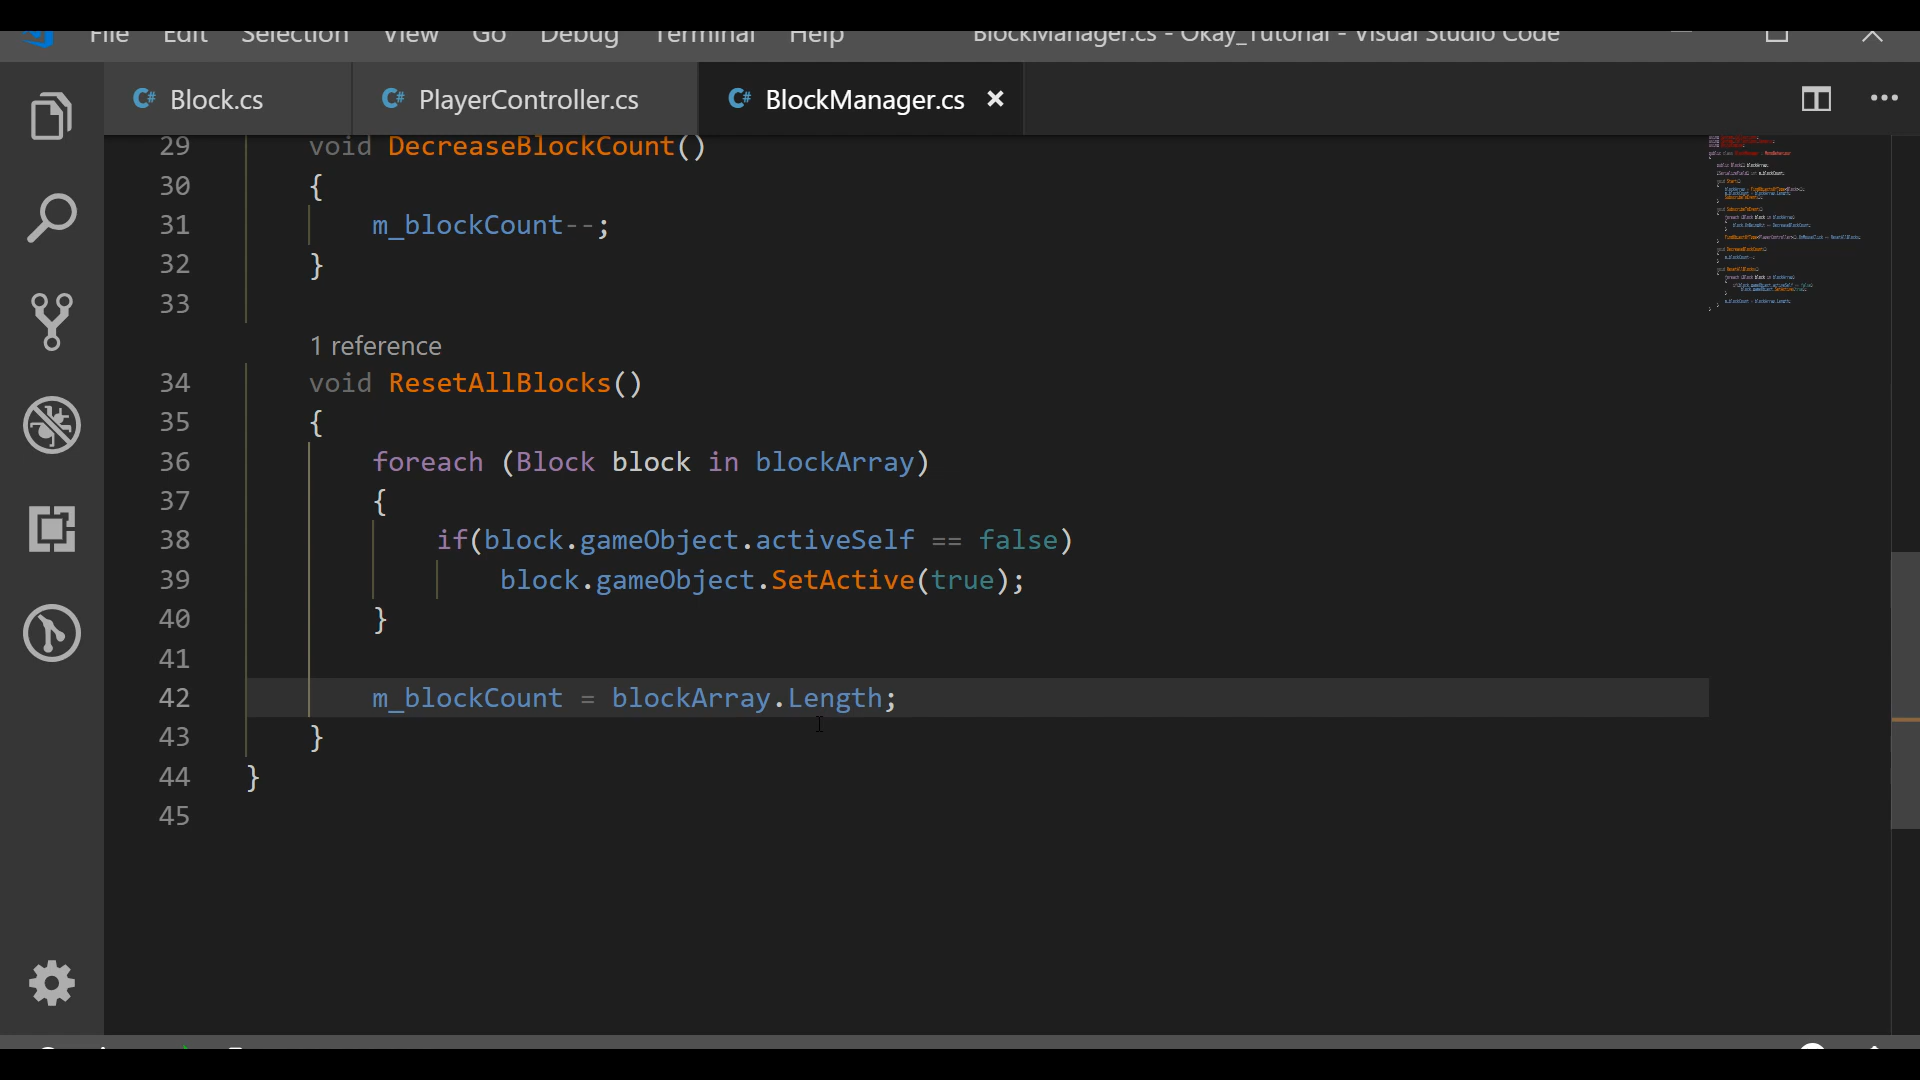 File Edit Selection View Go Debug Terminal Help BlockManager.cs - Okay_Tutorial - Visual Studio Code
C# Block.cs C# PlayerController.cs C# BlockManager.cs
29 void DecreaseBlockCount()
30 {
31 m_blockCount--;
32 }
33
1 reference
34 void ResetAllBlocks()
35 {
36 foreach (Block block in blockArray)
37 {
38 if(block.gameObject.activeSelf == false)
39 block.gameObject.SetActive(true);
40 }
41
42 m_blockCount = blockArray.Length;
43 }
44 }
45